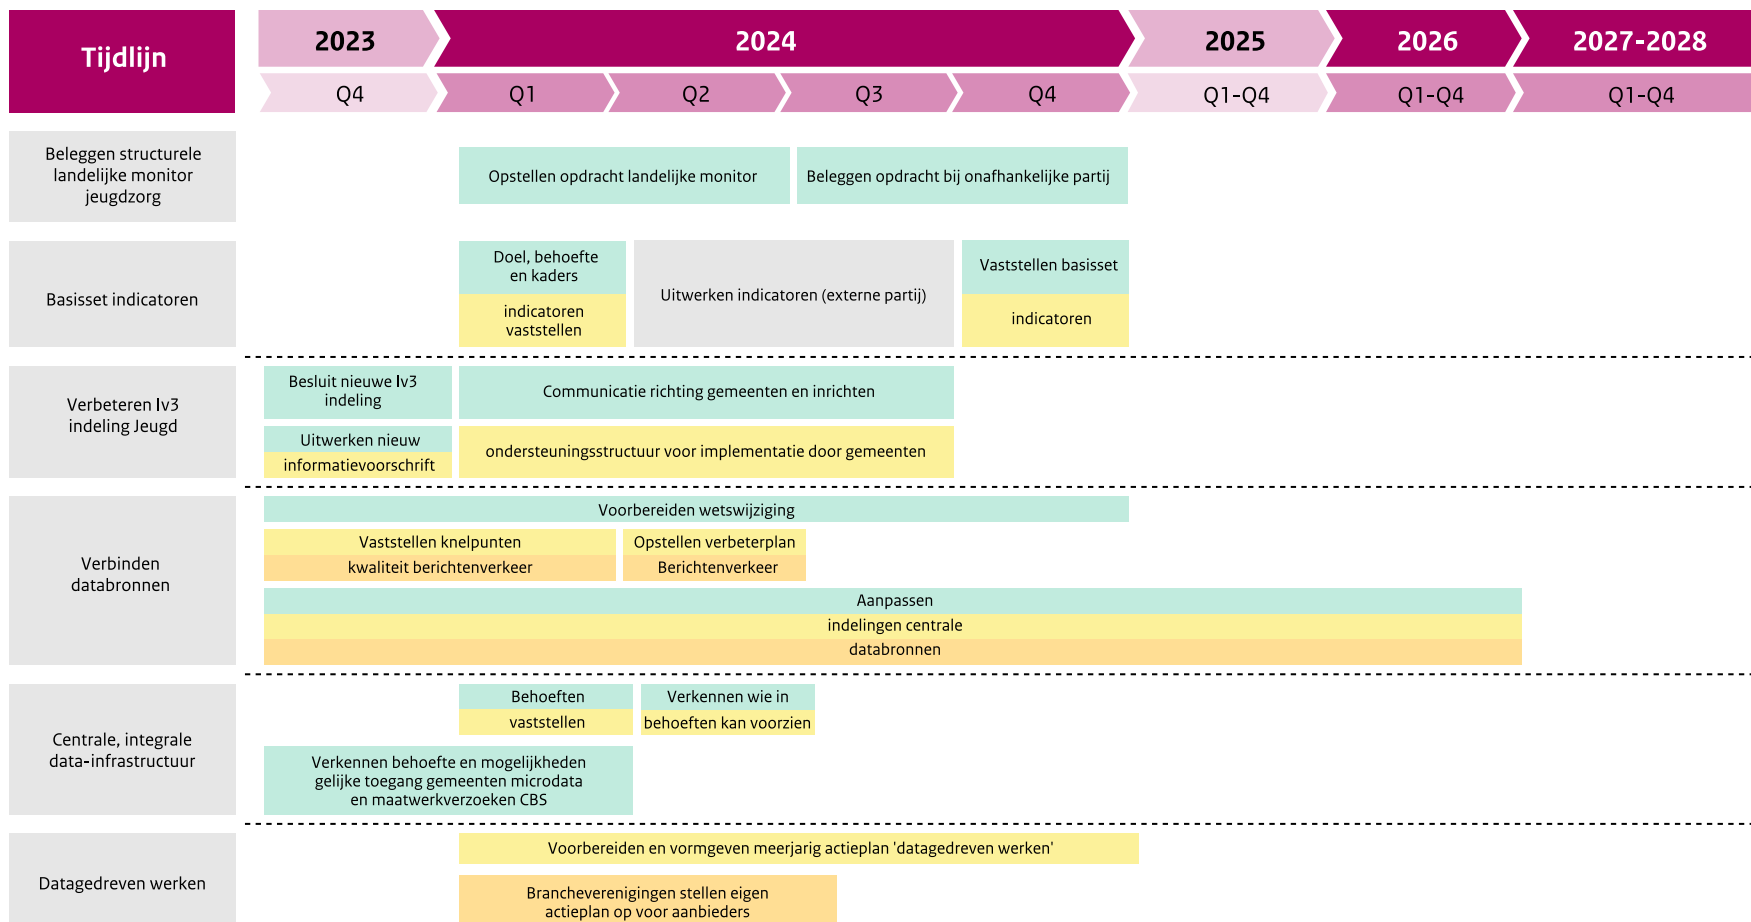 Tijdlijn
2023
2024
2025
2026
2027-2028
Q4
Q1
Q2
Q3
Q4
Q1-Q4
Q1-Q4
Q1-Q4
Beleggen structurele
landelijke monitor
jeugdzorg
Opstellen opdracht landelijke monitor
Beleggen opdracht bij onafhankelijke partij
Basisset indicatoren
Doel, behoefte
en kaders
indicatoren
vaststellen
Uitwerken indicatoren (externe partij)
Vaststellen basisset
indicatoren
Verbeteren Iv3
indeling Jeugd
Besluit nieuwe Iv3
indeling
Communicatie richting gemeenten en inrichten
Uitwerken nieuw
informatievoorschrift
ondersteuningsstructuur voor implementatie door gemeenten
Verbinden
databronnen
Voorbereiden wetswijziging
Vaststellen knelpunten
kwaliteit berichtenverkeer
Opstellen verbeterplan
Berichtenverkeer
Aanpassen
indelingen centrale
databronnen
Centrale, integrale
data-infrastructuur
Behoeften
vaststellen
Verkennen wie in
behoeften kan voorzien
Verkennen behoefte en mogelijkheden
gelijke toegang gemeenten microdata
en maatwerkverzoeken CBS
Datagedreven werken
Voorbereiden en vormgeven meerjarig actieplan 'datagedreven werken'
Brancheverenigingen stellen eigen
actieplan op voor aanbieders